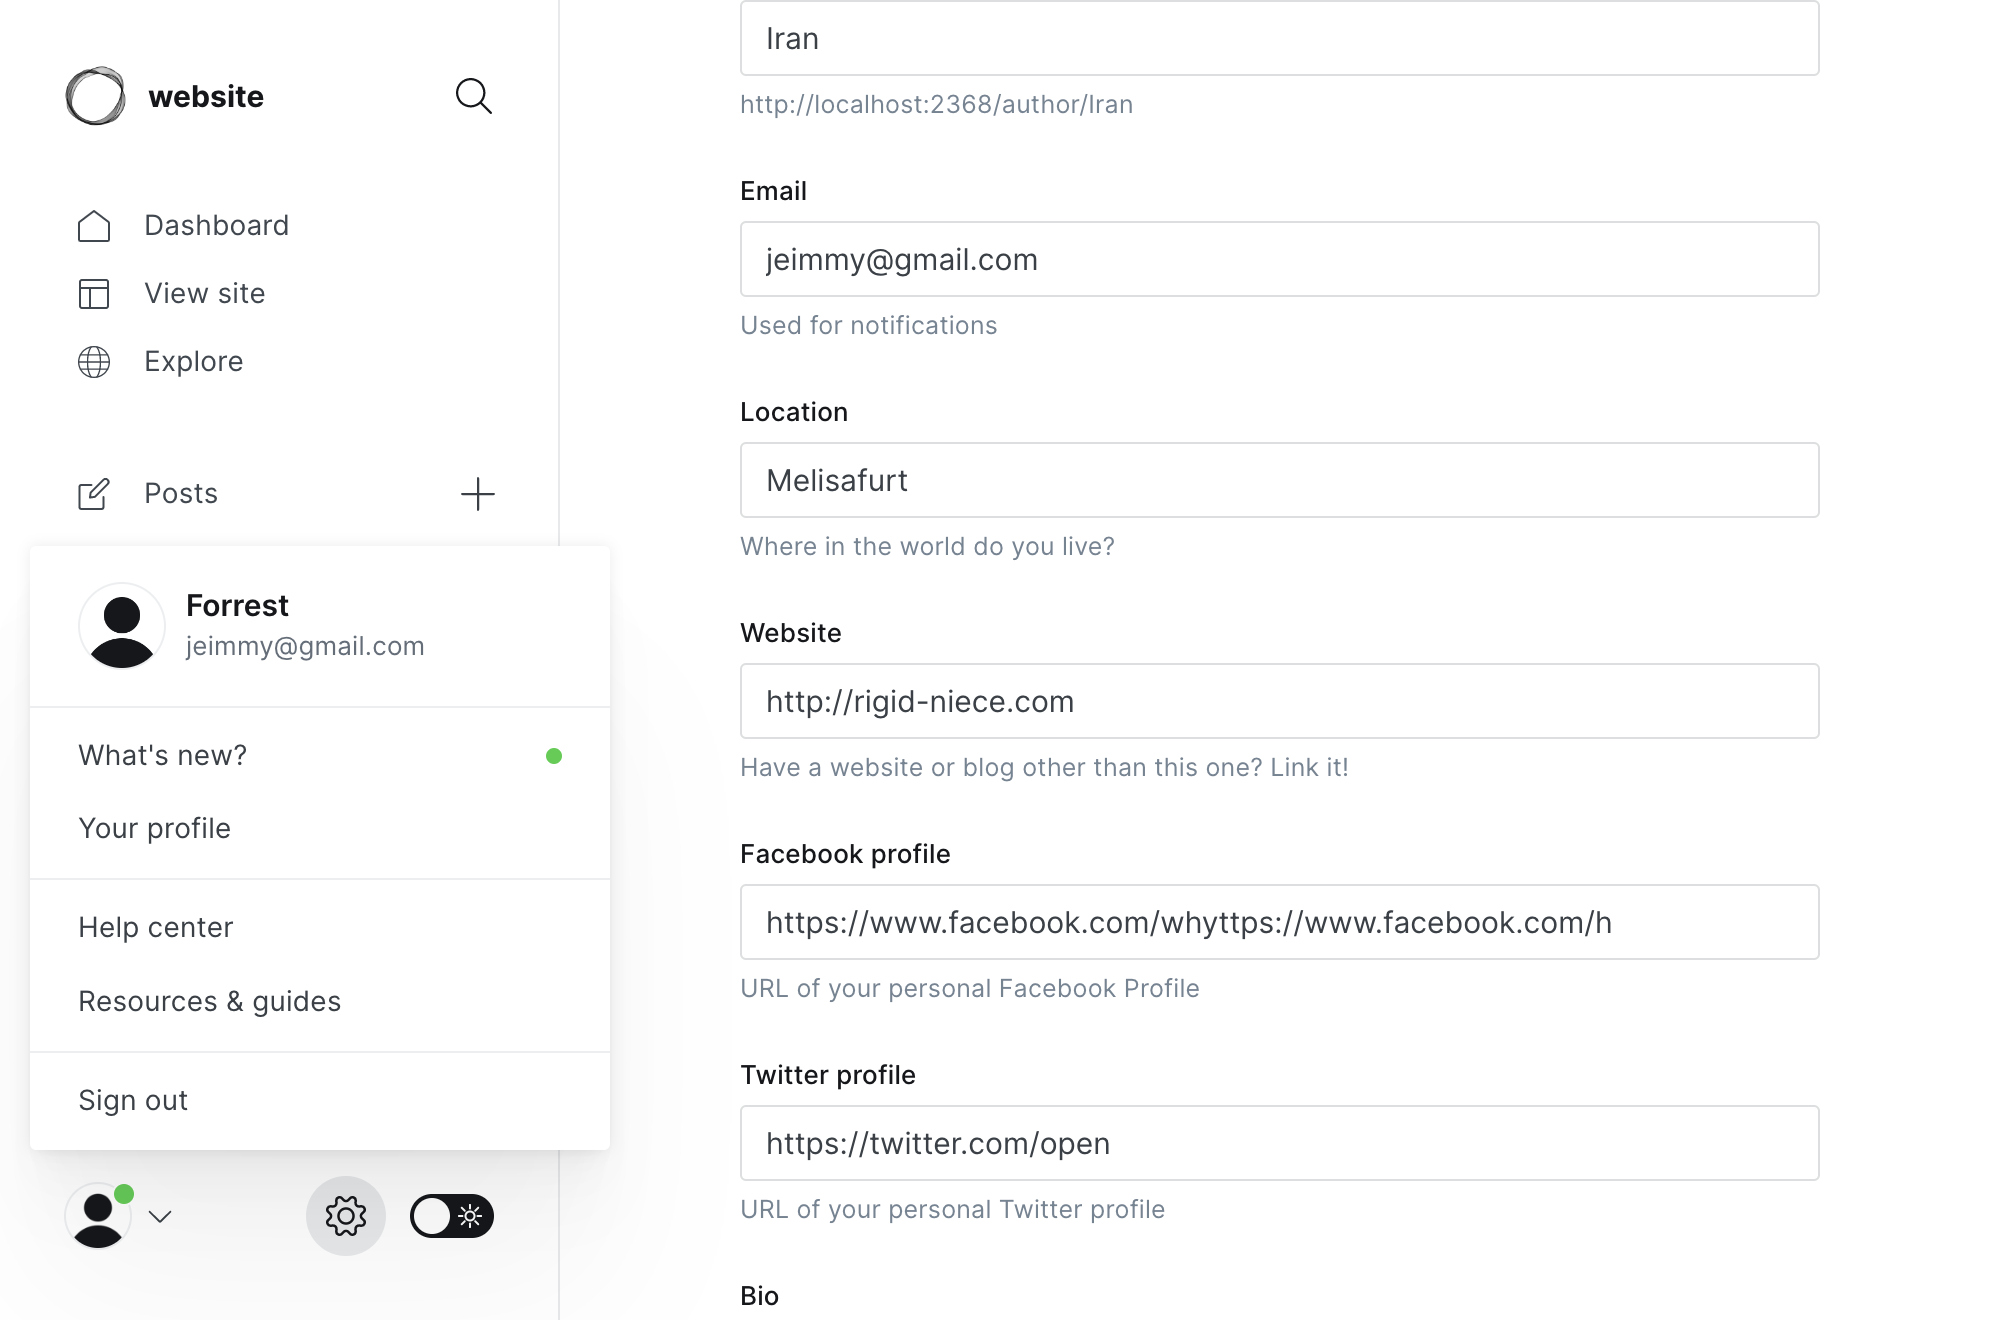 website
Dashboard
View site
Explore
Posts
Forrest
jeimmy@gmail.com
What's new?
Your profile
Help center
Resources & guides
Sign out
Iran
http://localhost:2368/author/Iran
Email
jeimmy@gmail.com
Used for notifications
Location
Melisafurt
Where in the world do you live?
Website
http://rigid-niece.com
Have a website or blog other than this one? Link it!
Facebook profile
https://www.facebook.com/whyttps://www.facebook.com/h
URL of your personal Facebook Profile
Twitter profile
https://twitter.com/open
URL of your personal Twitter profile
Bio